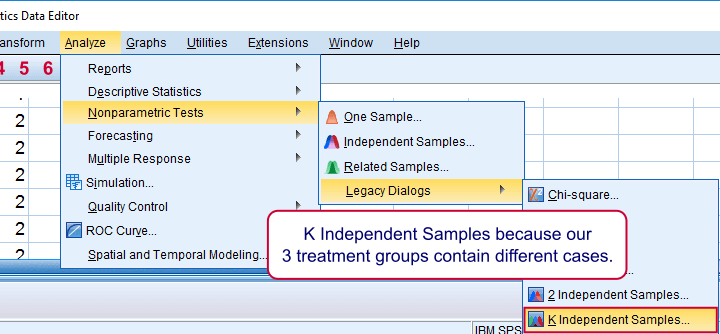 tics Data Editor
ansform Analyze Graphs Utilities Extensions Window Help
4 5 6
Reports
Descriptive Statistics
Nonparametric Tests
Forecasting
Multiple Response
Simulation...
Quality Control
ROC Curve...
Spatial and Temporal Modeling...
2
2
2
2
2
2
One Sample...
Independent Samples...
Related Samples...
Legacy Dialogs
Chi-square...
K Independent Samples because our
3 treatment groups contain different cases.
2 Independent Samples...
K Independent Samples...
IBM SPS